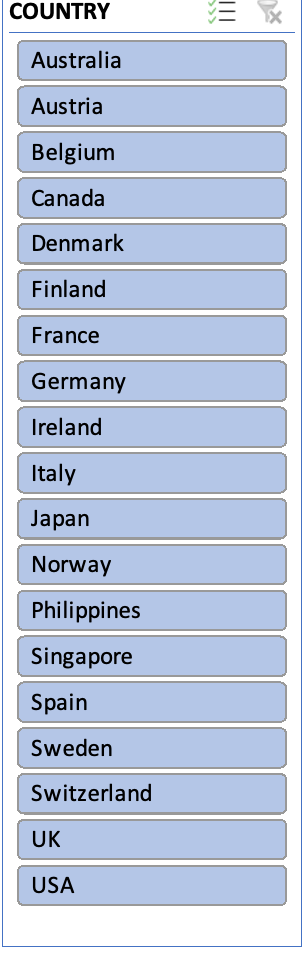 COUNTRY
Australia
Austria
Belgium
Canada
Denmark
Finland
France
Germany
Ireland
Italy
Japan
Norway
Philippines
Singapore
Spain
Sweden
Switzerland
UK
USA